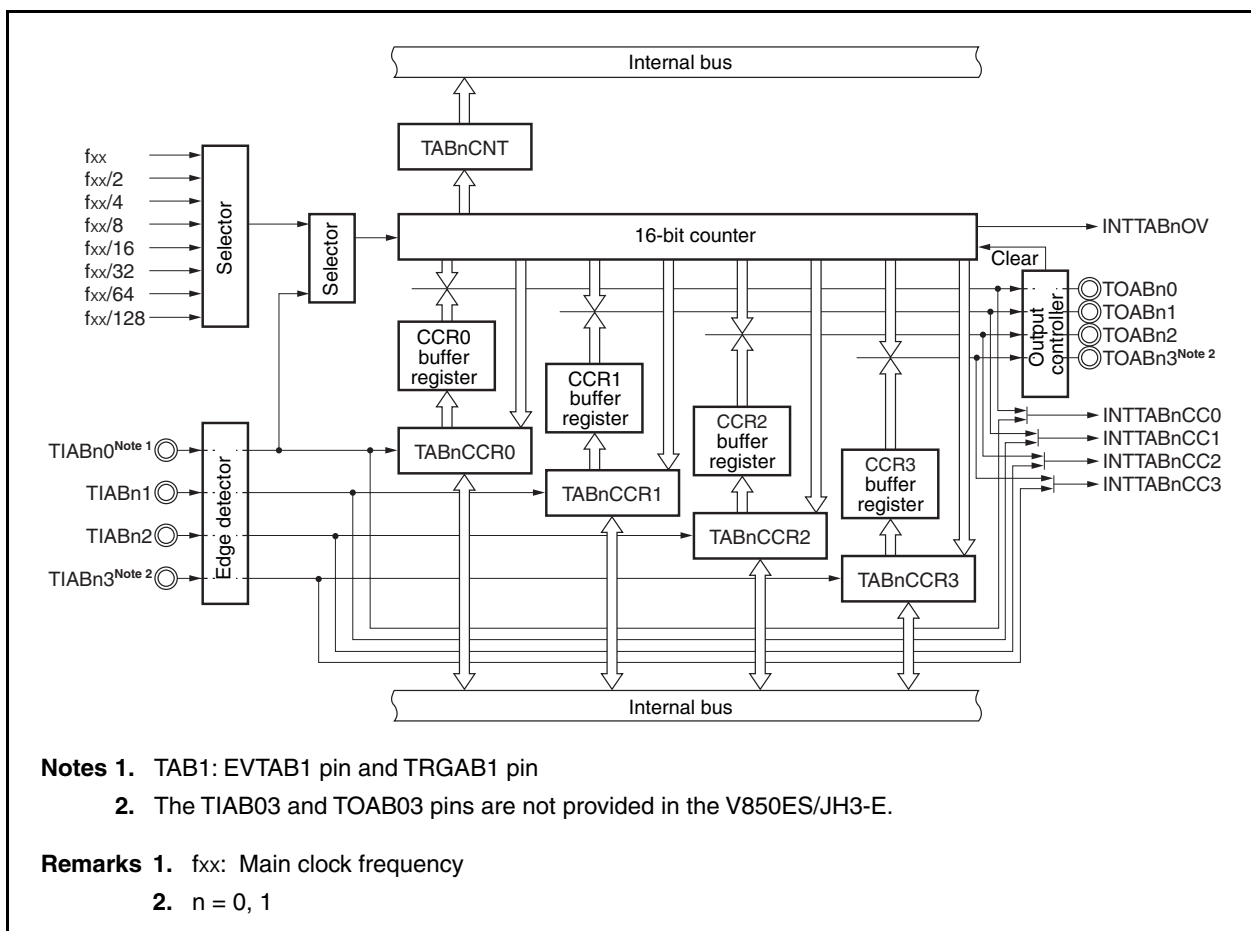 Internal bus
TABnCNT
fxx
fxx/2
fxx/4
fxx/8
fxx/16
fxx/32
fxx/64
fxx/128
Selector
Selector
16-bit counter
INTTABnOV
Clear
Output
controller
TOABn0
TOABn1
TOABn2
TOABn3Note 2
CCR0
buffer
register
CCR1
buffer
register
CCR2
buffer
register
CCR3
buffer
register
INTTABnCC0
INTTABnCC1
INTTABnCC2
INTTABnCC3
TIABn0Note 1
TIABn1
TIABn2
TIABn3Note 2
Edge detector
TABnCCR0
TABnCCR1
TABnCCR2
TABnCCR3
Internal bus
Notes 1. TAB1: EVTAB1 pin and TRGAB1 pin
2. The TIAB03 and TOAB03 pins are not provided in the V850ES/JH3-E.
Remarks 1. fxx: Main clock frequency
2. n = 0, 1